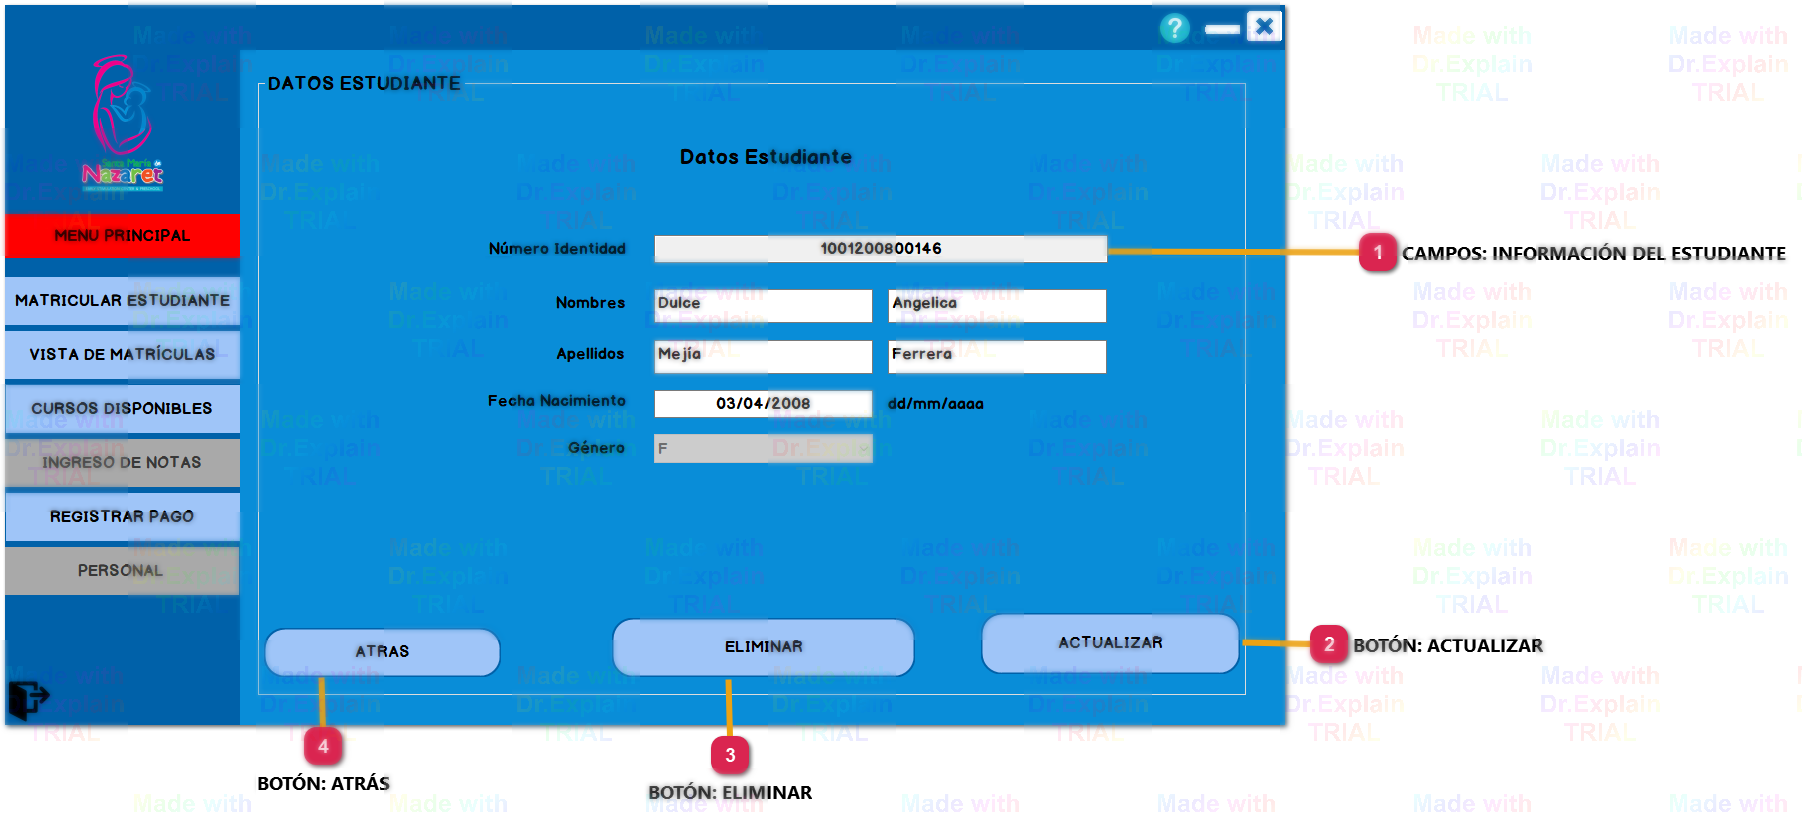 ?
DATOS ESTUDIANTE
Santa María de
Nazaret
Datos Estudiante
MENU PRINCIPAL
Número Identidad 1001200800146
1 CAMPOS: INFORMACIÓN DEL ESTUDIANTE
MATRICULAR ESTUDIANTE
Nombres Dulce Angelica
VISTA DE MATRÍCULAS
Apellidos Mejía Ferrera
CURSOS DISPONIBLES
Fecha Nacimiento 03/04/2008 dd/mm/aaaa
INGRESO DE NOTAS
Género F
REGISTRAR PAGO
PERSONAL
ATRAS
ELIMINAR
ACTUALIZAR
2 BOTÓN: ACTUALIZAR
4
BOTÓN: ATRÁS
3
BOTÓN: ELIMINAR
Made with
Dr.Explain
TRIAL